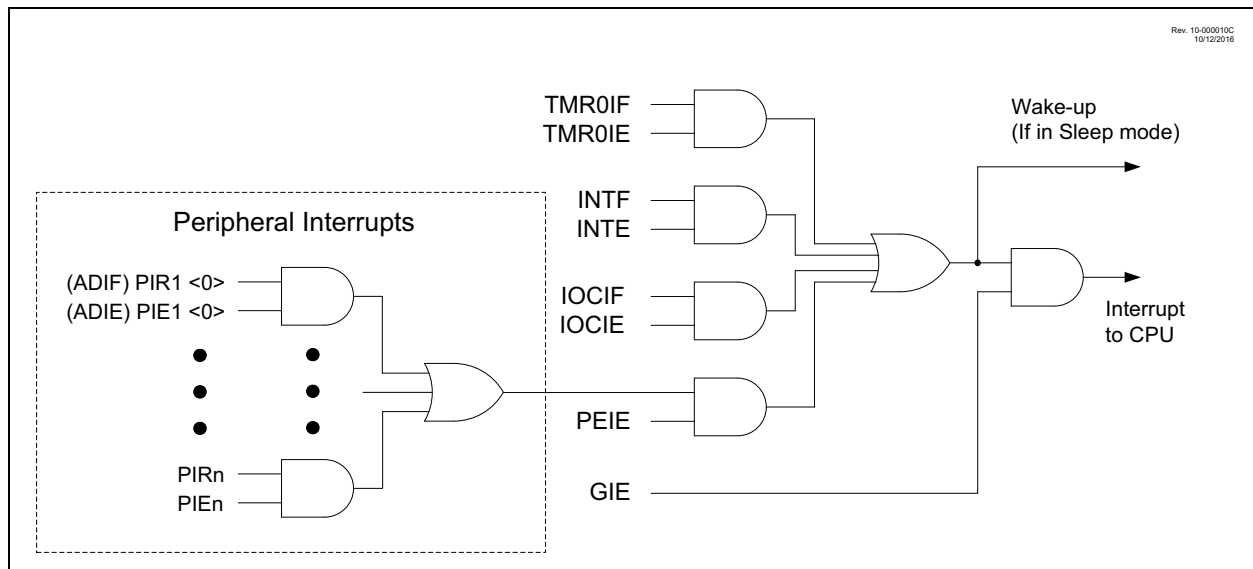 Rev. 10-000010C
10/12/2016
TMR0IF
TMR0IE
Wake-up
(If in Sleep mode)
INTF
INTE
Peripheral Interrupts
(ADIF) PIR1 <0>
(ADIE) PIE1 <0>
IOCIF
IOCIE
Interrupt
to CPU
PEIE
PIRn
PIEn
GIE